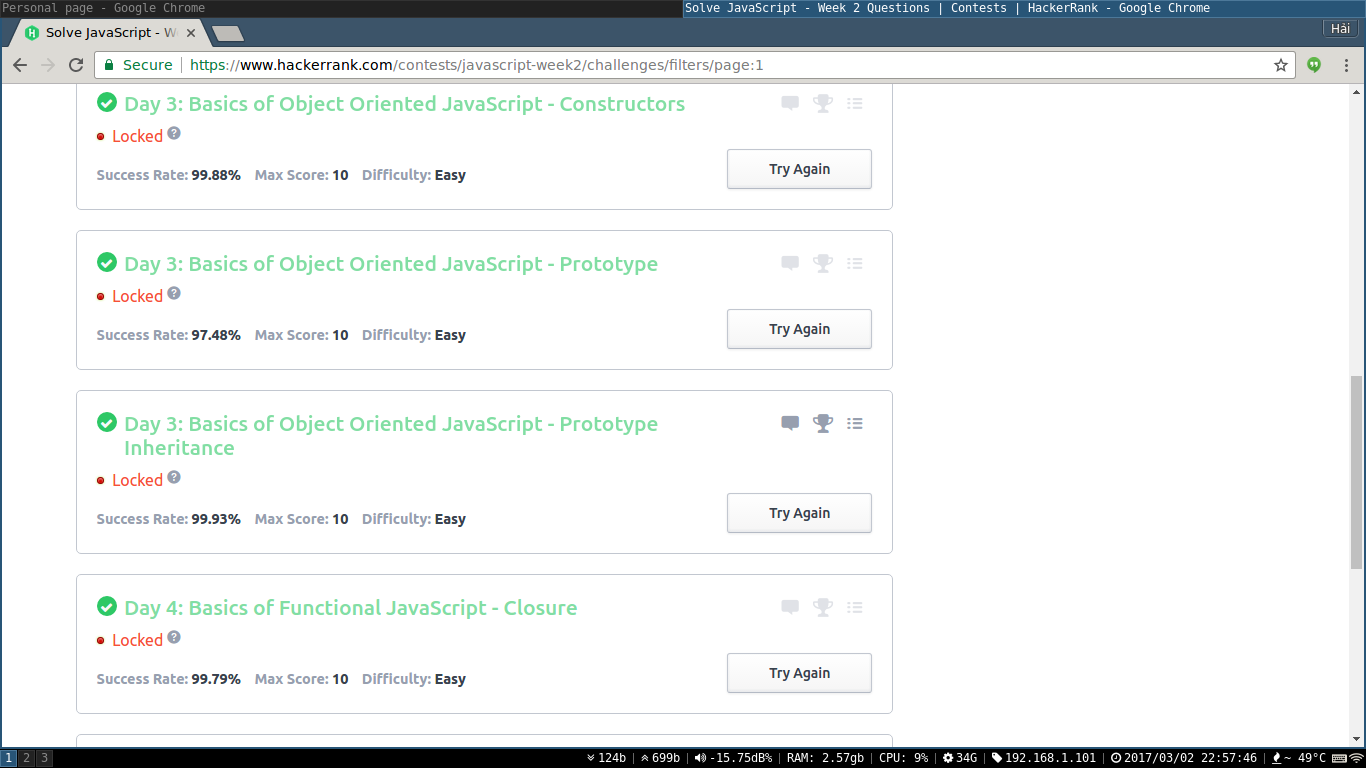 Personal page - Google Chrome
Solve JavaScript - Week 2 Questions | Contests | HackerRank - Google Chrome
Solve JavaScript - W
Hải
Secure
https://www.hackerrank.com/contests/javascript-week2/challenges/filters/page:1
Day 3: Basics of Object Oriented JavaScript - Constructors
Locked ?
Success Rate: 99.88% Max Score: 10 Difficulty: Easy
Try Again
Day 3: Basics of Object Oriented JavaScript - Prototype
Locked ?
Success Rate: 97.48% Max Score: 10 Difficulty: Easy
Try Again
Day 3: Basics of Object Oriented JavaScript - Prototype
Inheritance
Locked ?
Success Rate: 99.93% Max Score: 10 Difficulty: Easy
Try Again
Day 4: Basics of Functional JavaScript - Closure
Locked ?
Success Rate: 99.79% Max Score: 10 Difficulty: Easy
Try Again
1 2 3 124b | 699b | -15.75dB% | RAM: 2.57gb | CPU: 9% | 34G | 192.168.1.101 | 2017/03/02 22:57:46 | ~ 49°C